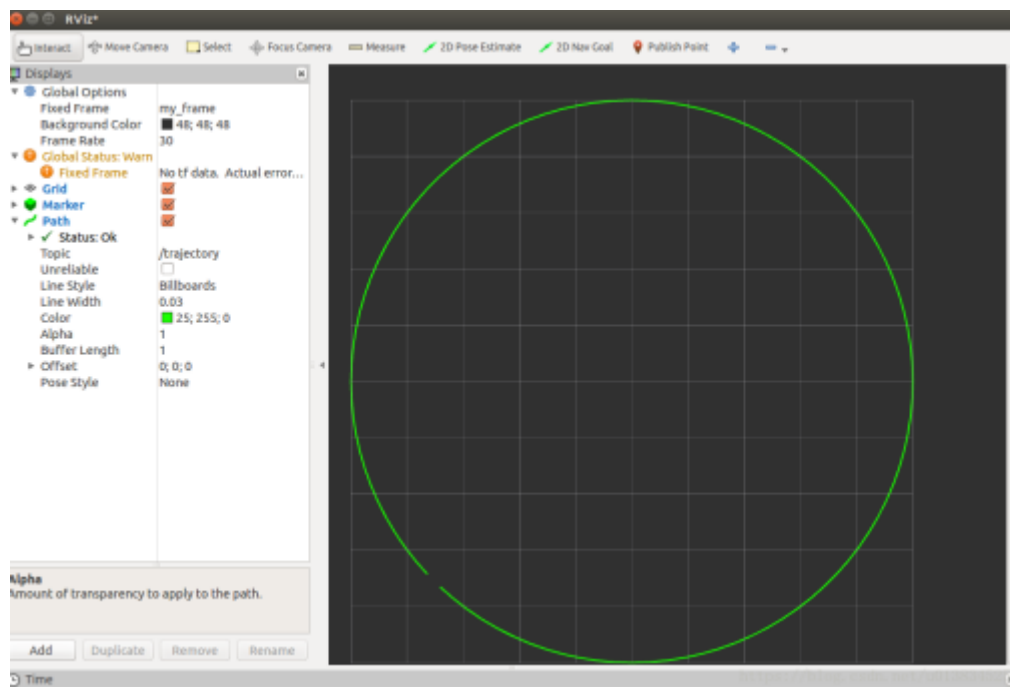 RViz*
Interact Move Camera Select Focus Camera Measure 2D Pose Estimate 2D Nav Goal Publish Point
Displays
Global Options
Fixed Frame my_frame
Background Color 48; 48; 48
Frame Rate 30
Global Status: Warn
Fixed Frame No tf data. Actual error...
Grid
Marker
Path
Status: Ok
Topic /trajectory
Unreliable
Line Style Billboards
Line Width 0.03
Color 25; 255; 0
Alpha 1
Buffer Length 1
Offset 0; 0; 0
Pose Style None
Alpha
Amount of transparency to apply to the path.
Add Duplicate Remove Rename
Time